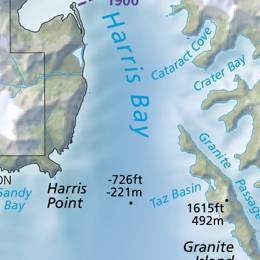 1900
Harris Bay
Cataract Cove
Crater Bay
Granite
Passage
-726ft
-221m
Harris
Point
Sandy
Bay
Taz Basin
1615ft
492m
Granite
Island